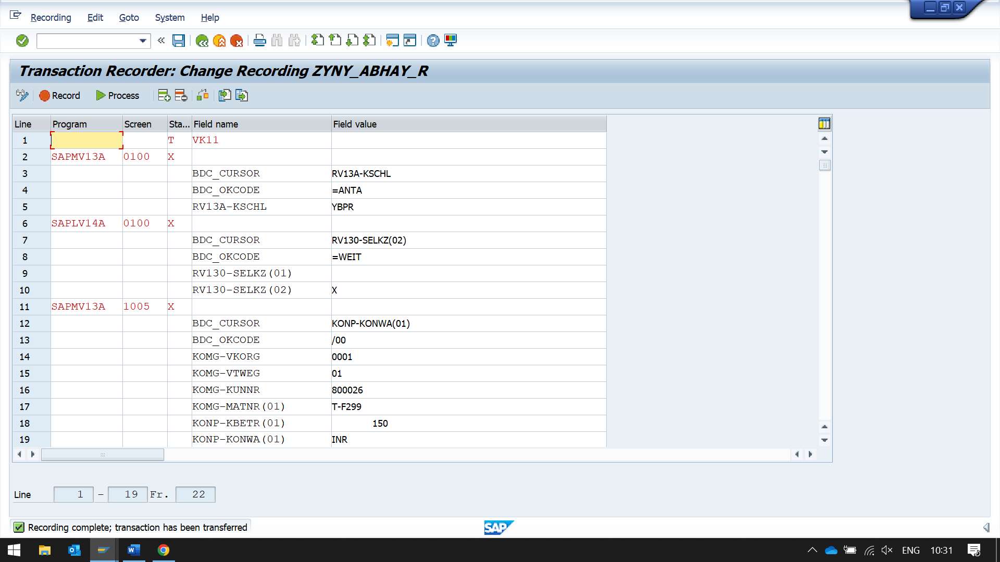 Recording Edit Goto System Help
Transaction Recorder: Change Recording ZYNY_ABHAY_R
Record Process
Line Program Screen Sta... Field name Field value
1 T VK11
2 SAPMV13A 0100 X
3 BDC_CURSOR RV13A-KSCHL
4 BDC_OKCODE =ANTA
5 RV13A-KSCHL YBPR
6 SAPLV14A 0100 X
7 BDC_CURSOR RV130-SELKZ(02)
8 BDC_OKCODE =WEIT
9 RV130-SELKZ(01)
10 RV130-SELKZ(02) X
11 SAPMV13A 1005 X
12 BDC_CURSOR KONP-KONWA(01)
13 BDC_OKCODE /00
14 KOMG-VKORG 0001
15 KOMG-VTWEG 01
16 KOMG-KUNNR 800026
17 KOMG-MATNR(01) T-F299
18 KONP-KBETR(01) 150
19 KONP-KONWA(01) INR
Line 1 - 19 Fr. 22
Recording complete; transaction has been transferred
SAP
ENG 10:31